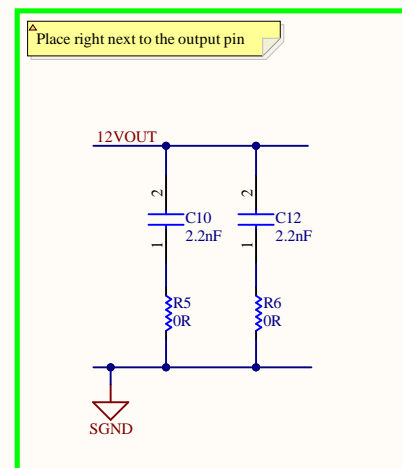 Place right next to the output pin
12VOUT
2
2
C10
2.2nF
C12
2.2nF
1
1
R5
0R
R6
0R
SGND